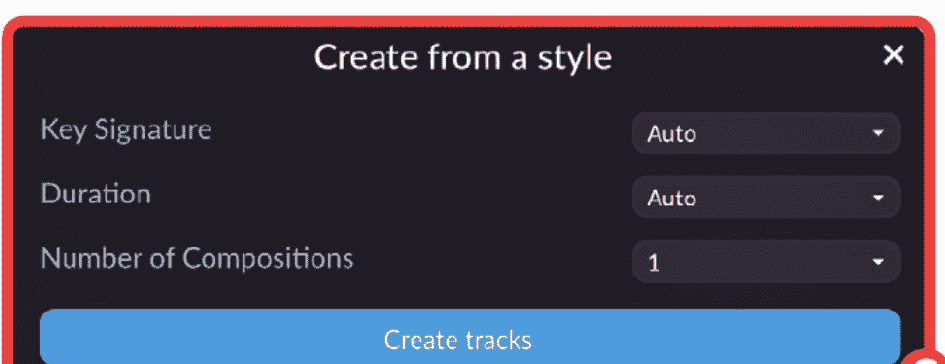 Create from a style
Key Signature Auto
Duration Auto
Number of Compositions 1
Create tracks